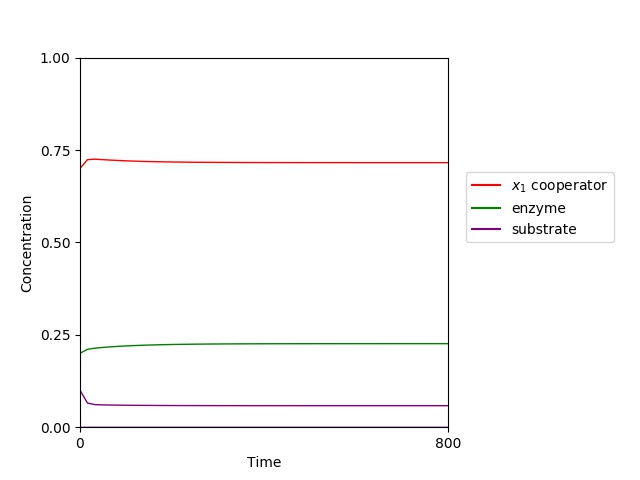 1.00
0.75
0.50
0.25
0.00
Concentration
0
800
Time
x₁ cooperator
enzyme
substrate